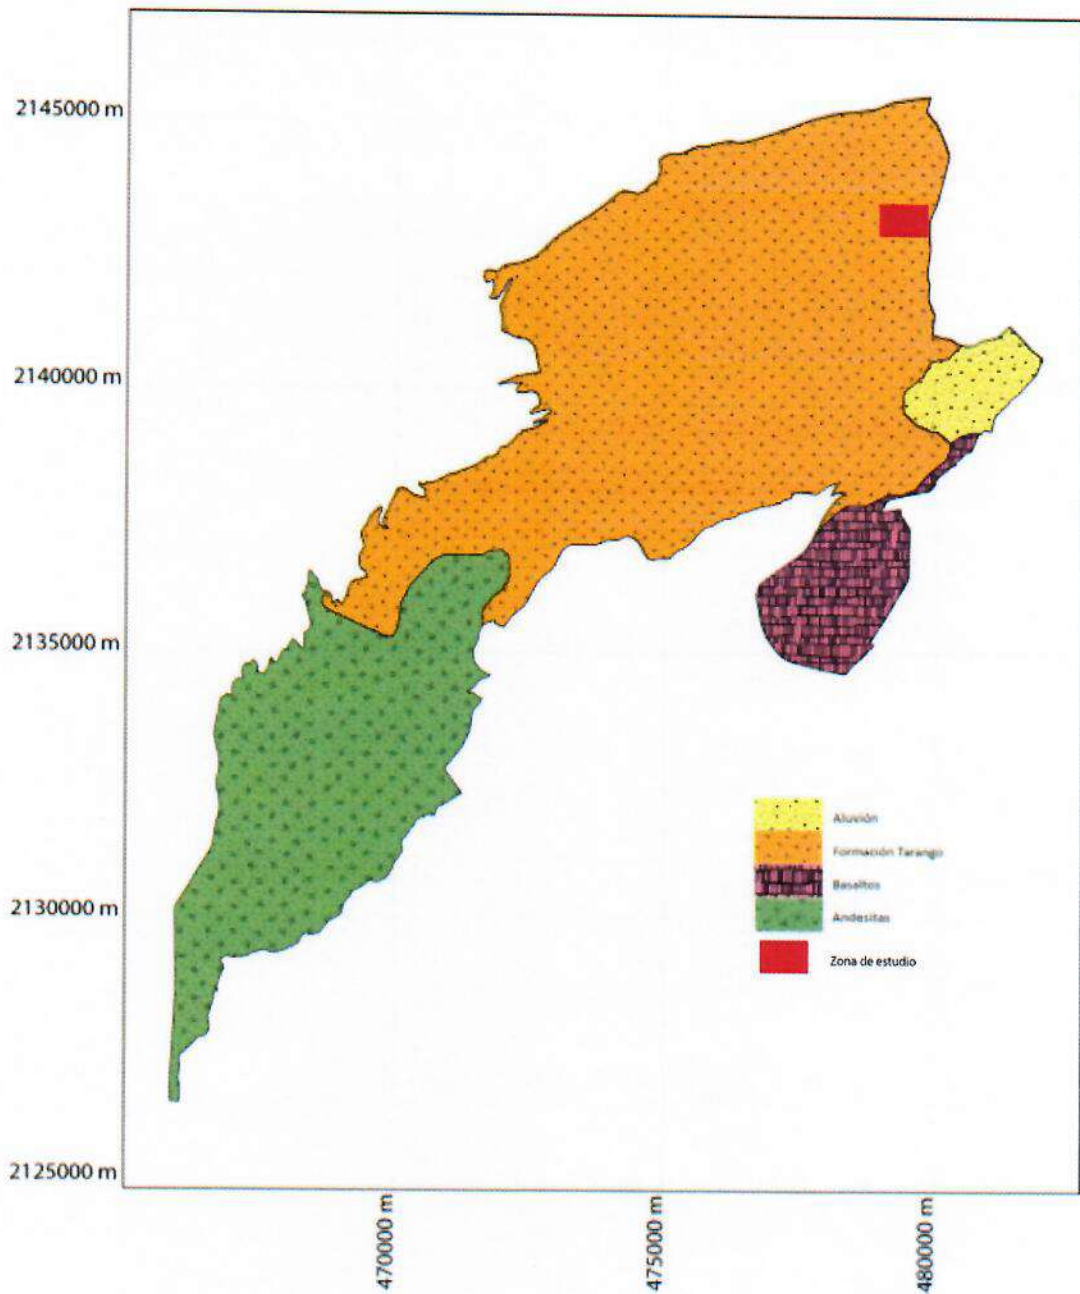 2145000 m
2140000 m
2135000 m
2130000 m
2125000 m
470000 m
475000 m
480000 m
Aluvión
Formación Tarango
Basaltos
Andesitas
Zona de estudio